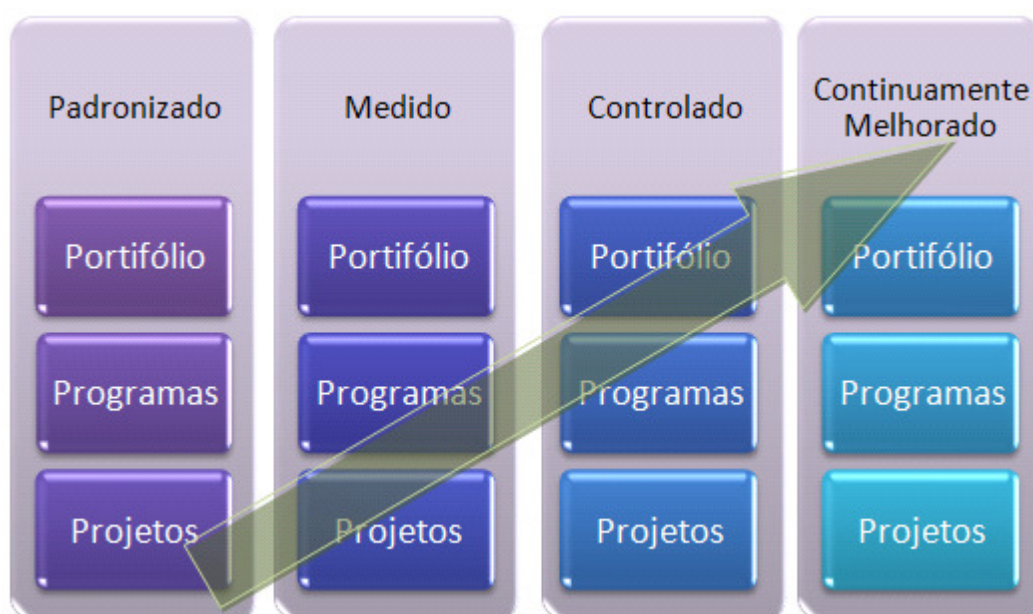 Padronizado
Portifólio
Programas
Projetos
Medido
Portifólio
Programas
Projetos
Controlado
Portifólio
Programas
Projetos
Continuamente
Melhorado
Portifólio
Programas
Projetos